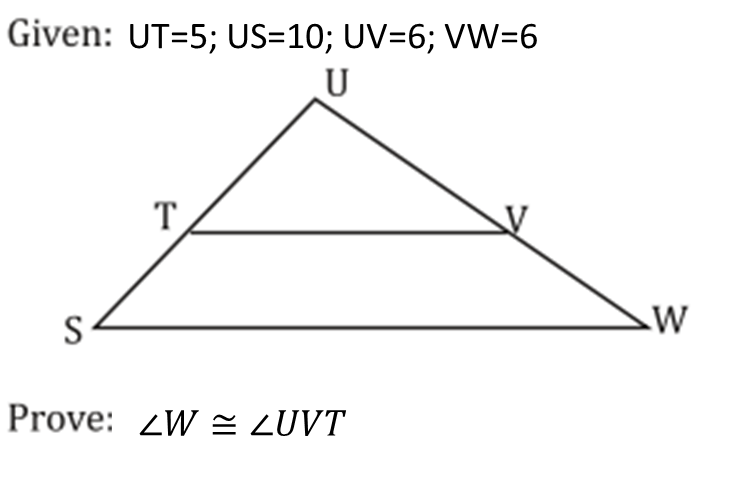 Given: UT=5; US=10; UV=6; VW=6
U
T
V
S
W
Prove: ∠W ≅ ∠UVT